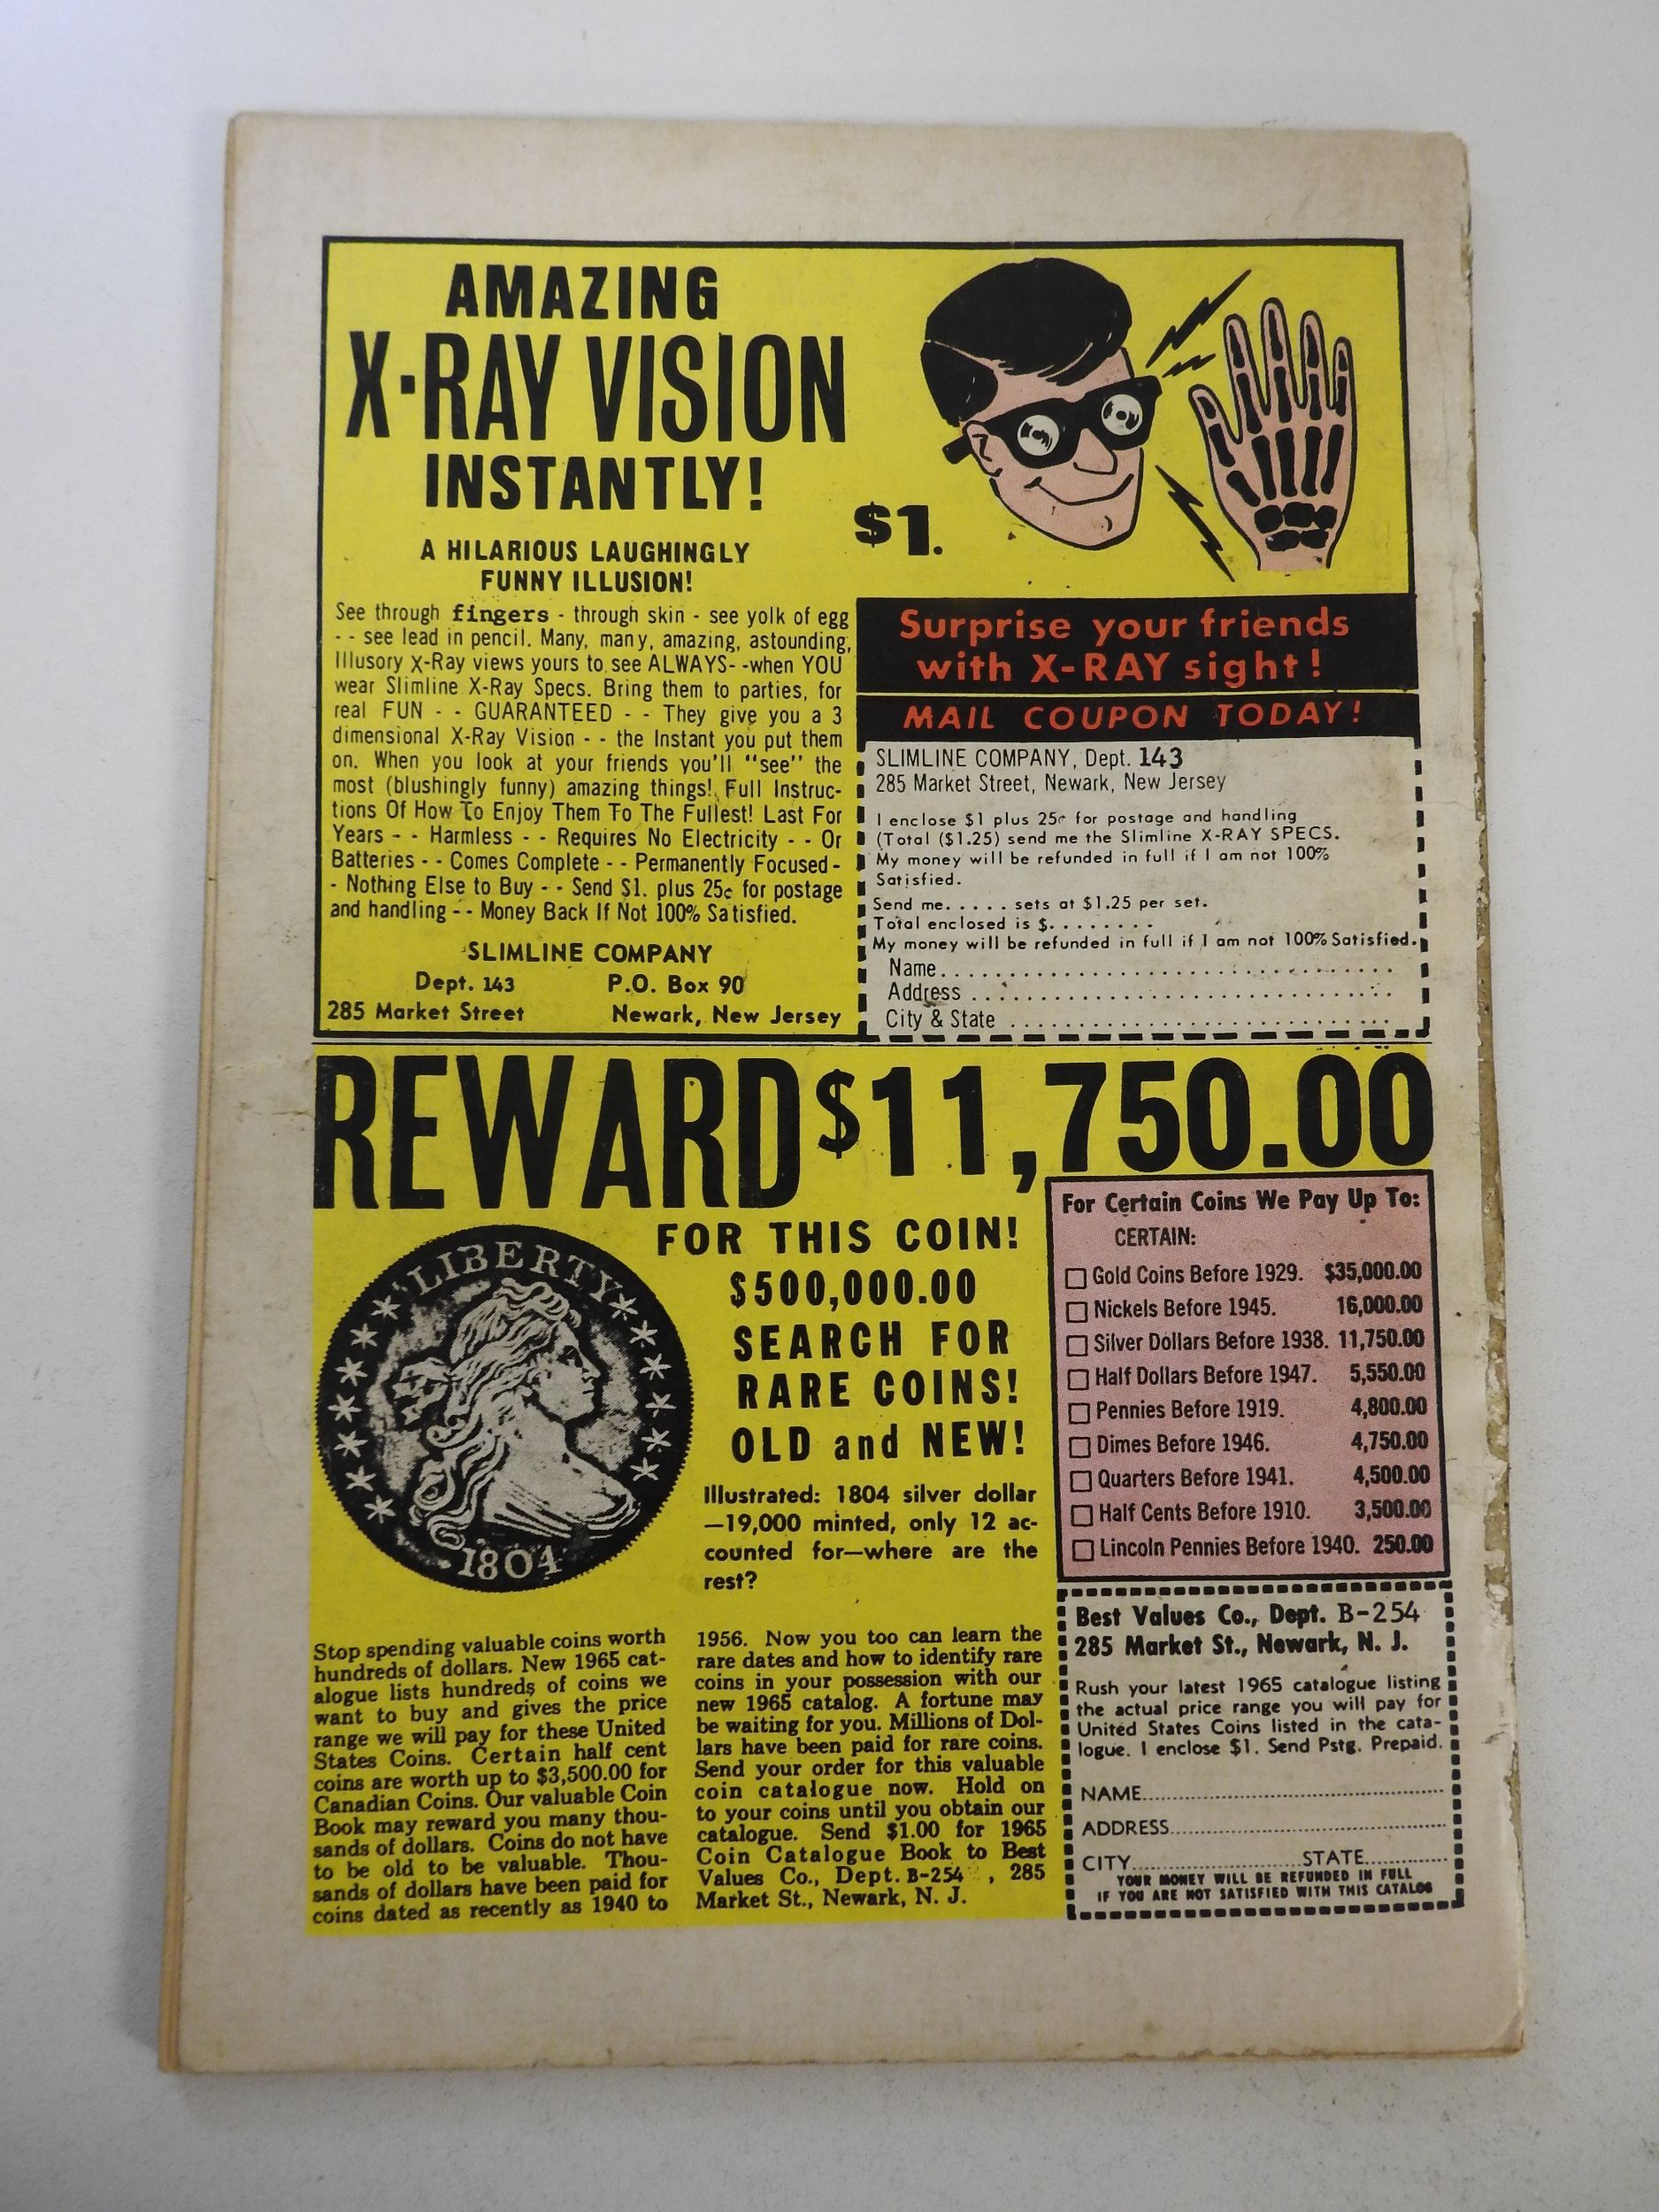 AMAZING
X-RAY VISION
INSTANTLY!
A HILARIOUS LAUGHINGLY
FUNNY ILLUSION!
See through fingers - through skin - see yolk of egg
- - see lead in pencil. Many, many, amazing, astounding,
Illusory X-Ray views yours to see ALWAYS- -when YOU
wear Slimline X-Ray Specs. Bring them to parties, for
real FUN - - GUARANTEED - - They give you a 3
dimensional X-Ray Vision - - the Instant you put them
on. When you look at your friends you'll "see" the
most (blushingly funny) amazing things! Full Instruc-
tions Of How To Enjoy Them To The Fullest! Last For
Years - - Harmless - - Requires No Electricity - - Or
Batteries - - Comes Complete - - Permanently Focused-
- Nothing Else to Buy - - Send $1. plus 25c for postage
and handling - - Money Back If Not 100% Satisfied.
SLIMLINE COMPANY
Dept. 143 P.O. Box 90
285 Market Street Newark, New Jersey
$1.
Surprise your friends
with X-RAY sight!
MAIL COUPON TODAY!
SLIMLINE COMPANY, Dept. 143
285 Market Street, Newark, New Jersey
I enclose $1 plus 25c for postage and handling
(Total ($1.25) send me the Slimline X-RAY SPECS.
My money will be refunded in full if I am not 100%
Satisfied.
Send me. . . . . sets at $1.25 per set.
Total enclosed is $. . . . . . . .
My money will be refunded in full if I am not 100% Satisfied.
Name. . . . . . . . . . . . . . . . . . . . . . . . . . . . . . . . .
Address . . . . . . . . . . . . . . . . . . . . . . . . . . . . . .
City & State . . . . . . . . . . . . . . . . . . . . . . . . . . .
REWARD $11,750.00
FOR THIS COIN!
$500,000.00
SEARCH FOR
RARE COINS!
OLD and NEW!
LIBERTY
1804
Illustrated: 1804 silver dollar
—19,000 minted, only 12 ac-
counted for—where are the
rest?
Stop spending valuable coins worth
hundreds of dollars. New 1965 cat-
alogue lists hundreds of coins we
want to buy and gives the price
range we will pay for these United
States Coins. Certain half cent
coins are worth up to $3,500.00 for
Canadian Coins. Our valuable Coin
Book may reward you many thou-
sands of dollars. Coins do not have
to be old to be valuable. Thou-
sands of dollars have been paid for
coins dated as recently as 1940 to
1956. Now you too can learn the
rare dates and how to identify rare
coins in your possession with our
new 1965 catalog. A fortune may
be waiting for you. Millions of Dol-
lars have been paid for rare coins.
Send your order for this valuable
coin catalogue now. Hold on
to your coins until you obtain our
catalogue. Send $1.00 for 1965
Coin Catalogue Book to Best
Values Co., Dept. B-254 , 285
Market St., Newark, N. J.
For Certain Coins We Pay Up To:
CERTAIN:
Gold Coins Before 1929. $35,000.00
Nickels Before 1945. 16,000.00
Silver Dollars Before 1938. 11,750.00
Half Dollars Before 1947. 5,550.00
Pennies Before 1919. 4,800.00
Dimes Before 1946. 4,750.00
Quarters Before 1941. 4,500.00
Half Cents Before 1910. 3,500.00
Lincoln Pennies Before 1940. 250.00
Best Values Co., Dept. B-254
285 Market St., Newark, N. J.
Rush your latest 1965 catalogue listing
the actual price range you will pay for
United States Coins listed in the cata-
logue. I enclose $1. Send Pstg. Prepaid.
NAME..................................................
ADDRESS..............................................
CITY..............................STATE..............
YOUR MONEY WILL BE REFUNDED IN FULL
IF YOU ARE NOT SATISFIED WITH THIS CATALOG